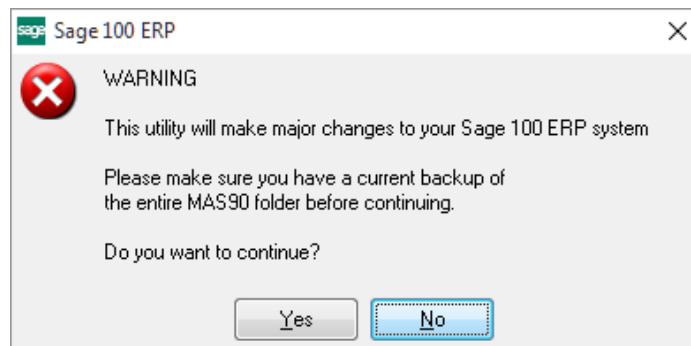 sage Sage 100 ERP
WARNING
This utility will make major changes to your Sage 100 ERP system
Please make sure you have a current backup of
the entire MAS90 folder before continuing.
Do you want to continue?
Yes No